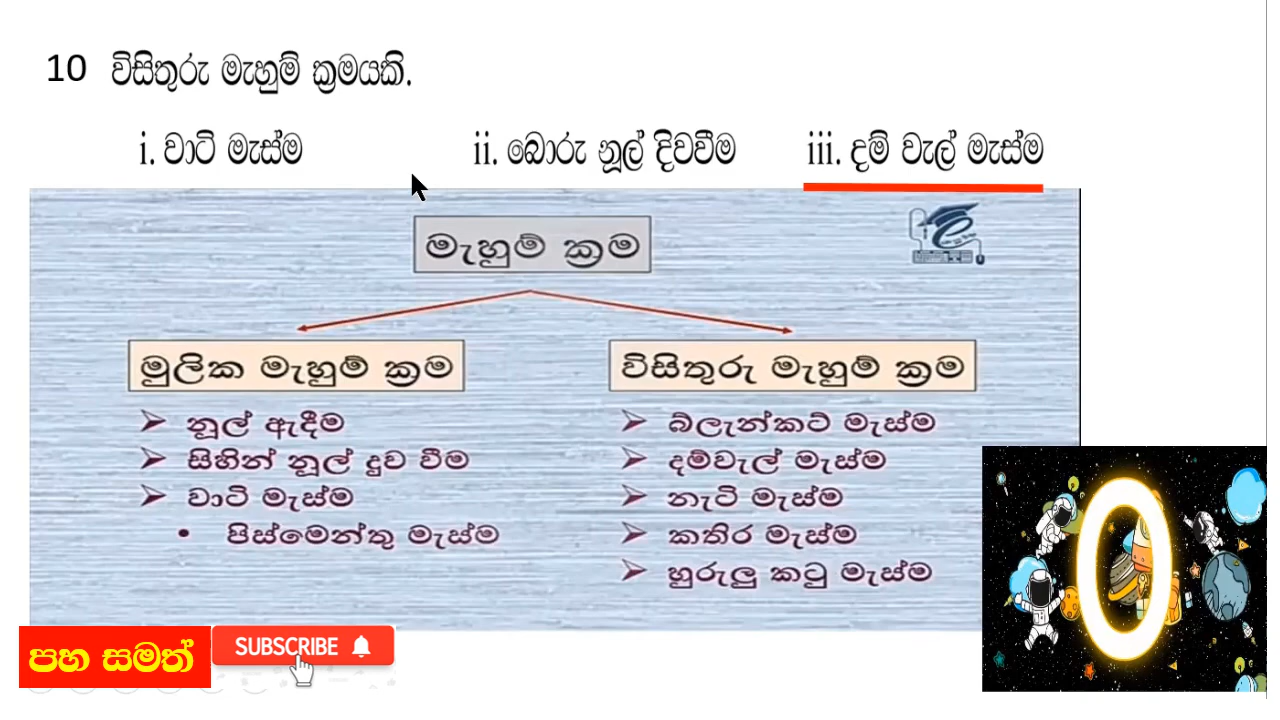 10 විසිතුරු මැහුම් ක්‍රමයකි.
i. වාටි මැස්ම ii. බොරු නූල් දිවවීම iii. දම් වැල් මැස්ම
මැහුම් ක්‍රම
මුලික මැහුම් ක්‍රම
නූල් ඇදීම
සිහින් නූල් දුව වීම
වාටි මැස්ම
පිස්මෙන්තු මැස්ම
විසිතුරු මැහුම් ක්‍රම
බ්ලැන්කට් මැස්ම
දම්වැල් මැස්ම
නැටි මැස්ම
කතිර මැස්ම
හුරුලු කටු මැස්ම
0
පහ සමත්
SUBSCRIBE